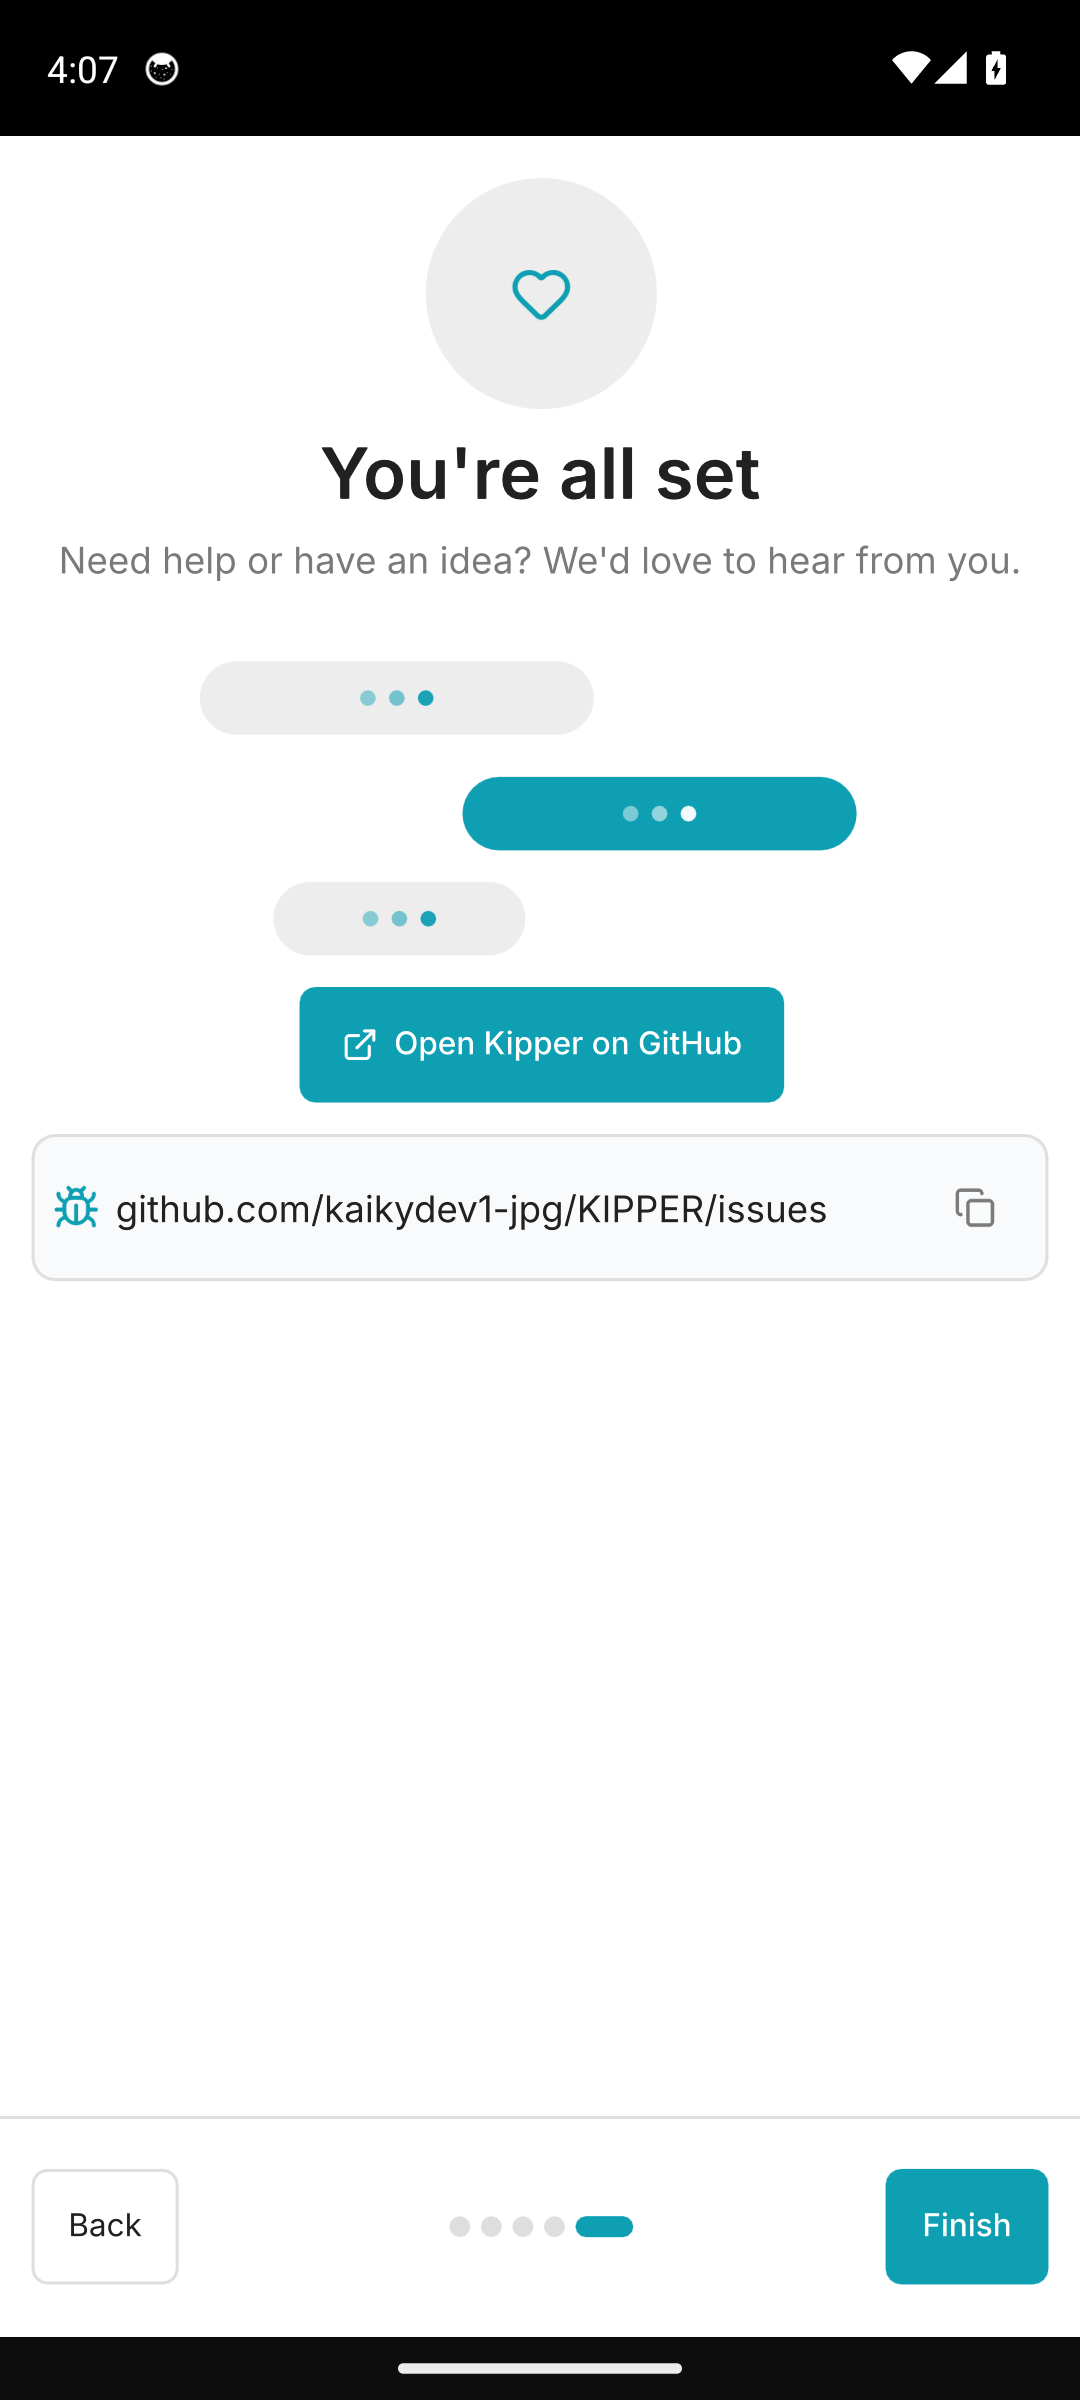 4:07
You're all set
Need help or have an idea? We'd love to hear from you.
Open Kipper on GitHub
github.com/kaikydev1-jpg/KIPPER/issues
Back
Finish